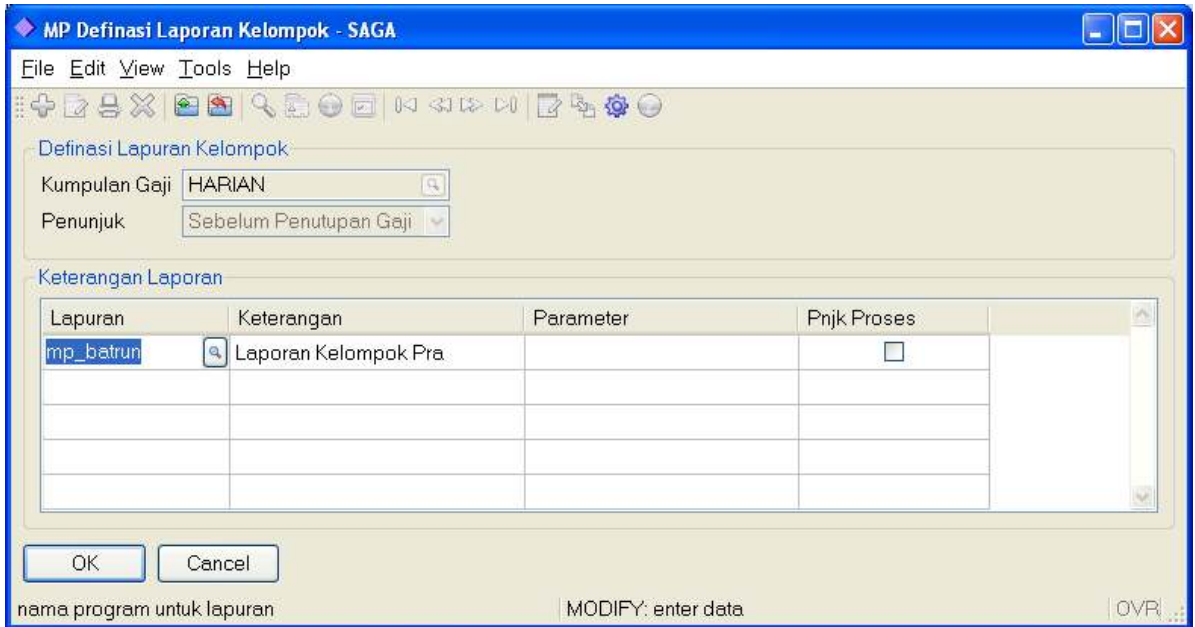 MP Definasi Laporan Kelompok - SAGA
File Edit View Tools Help
Definasi Lapuran Kelompok
Kumpulan Gaji HARIAN
Penunjuk Sebelum Penutupan Gaji
Keterangan Laporan
Lapuran Keterangan Parameter Pnjk Proses
mp_batrun Laporan Kelompok Pra
OK Cancel
nama program untuk lapuran MODIFY: enter data OVR